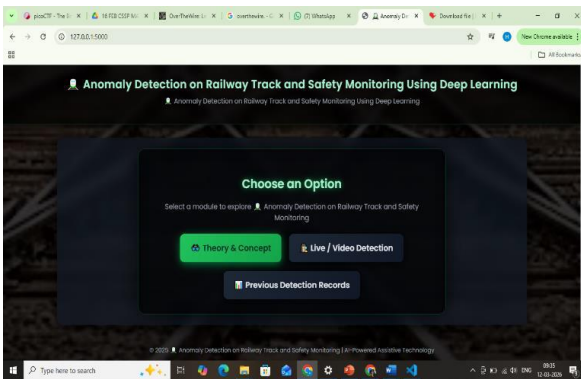 picoCTF - The
16 FEB CSSP
OverTheWire:
overthewire. -
(7) WhatsApp
Anomaly De
Download file |
127.0.0.1:5000
New Chrome available
All Bookmarks
Anomaly Detection on Railway Track and Safety Monitoring Using Deep Learning
Anomaly Detection on Railway Track and Safety Monitoring Using Deep Learning
Choose an Option
Select a module to explore Anomaly Detection on Railway Track and Safety
Monitoring
Theory & Concept
Live / Video Detection
Previous Detection Records
© 2025 Anomaly Detection on Railway Track and Safety Monitoring | AI-Powered Assistive Technology
Type here to search
ENG
09:35
12-03-2026